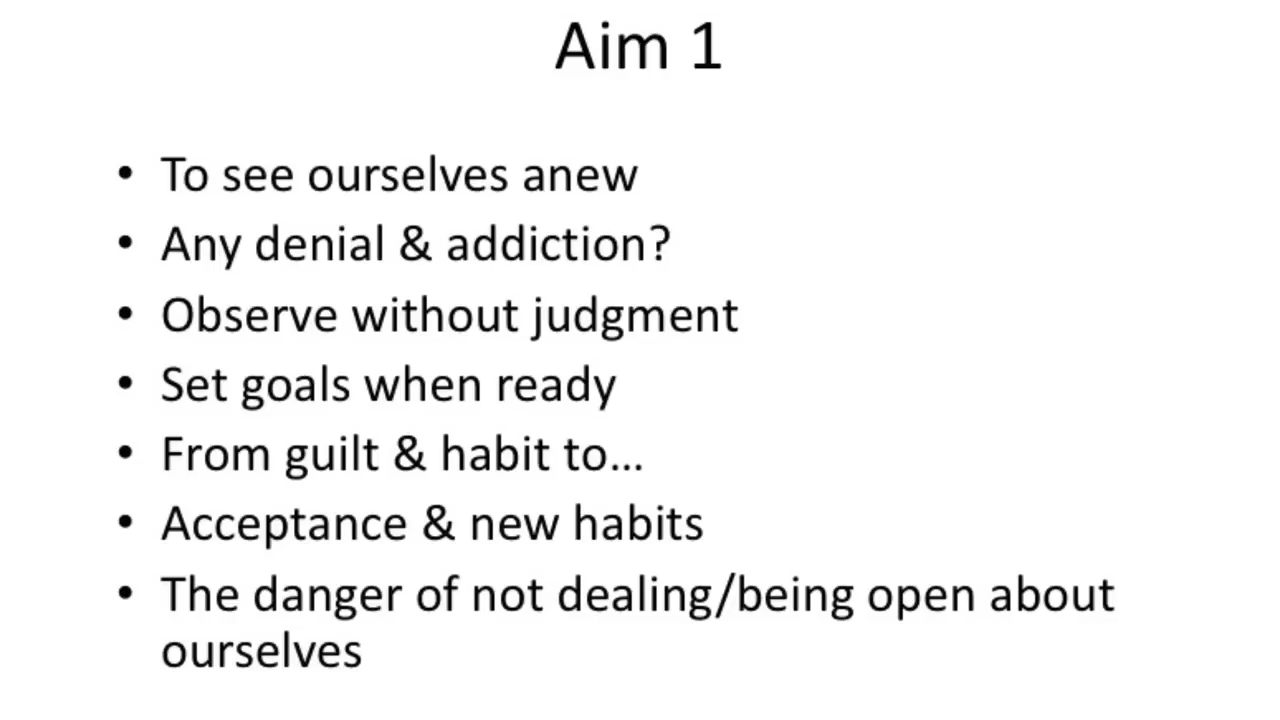 Aim 1
• To see ourselves anew
• Any denial & addiction?
• Observe without judgment
• Set goals when ready
• From guilt & habit to...
• Acceptance & new habits
• The danger of not dealing/being open about
ourselves